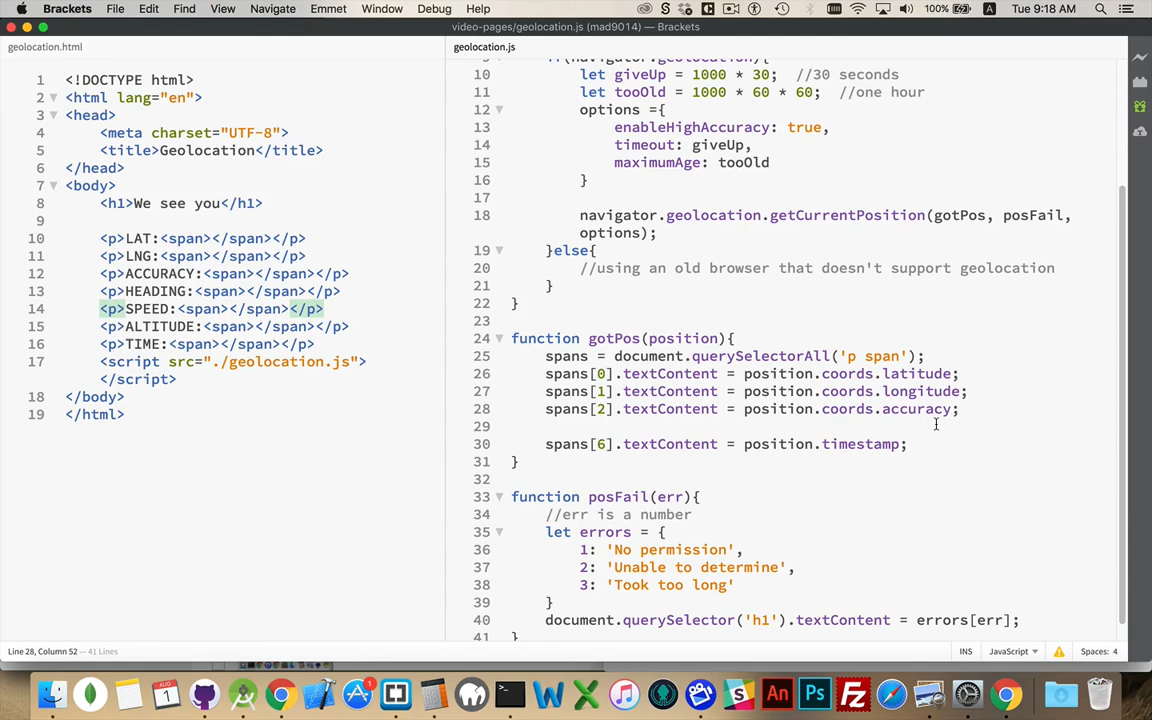 Brackets File Edit Find View Navigate Emmet Window Debug Help 100% Tue 9:18 AM
video-pages/geolocation.js (mad9014) — Brackets
geolocation.html
1 <!DOCTYPE html>
2 <html lang="en">
3 <head>
4 <meta charset="UTF-8">
5 <title>Geolocation</title>
6 </head>
7 <body>
8 <h1>We see you</h1>
9
10 <p>LAT:<span></span></p>
11 <p>LNG:<span></span></p>
12 <p>ACCURACY:<span></span></p>
13 <p>HEADING:<span></span></p>
14 <p>SPEED:<span></span></p>
15 <p>ALTITUDE:<span></span></p>
16 <p>TIME:<span></span></p>
17 <script src="./geolocation.js">
</script>
18 </body>
19 </html>
geolocation.js
9 if(navigator.geolocation){
10 let giveUp = 1000 * 30; //30 seconds
11 let tooOld = 1000 * 60 * 60; //one hour
12 options ={
13 enableHighAccuracy: true,
14 timeout: giveUp,
15 maximumAge: tooOld
16 }
17
18 navigator.geolocation.getCurrentPosition(gotPos, posFail,
options);
19 }else{
20 //using an old browser that doesn't support geolocation
21 }
22 }
23
24 function gotPos(position){
25 spans = document.querySelectorAll('p span');
26 spans[0].textContent = position.coords.latitude;
27 spans[1].textContent = position.coords.longitude;
28 spans[2].textContent = position.coords.accuracy;
29
30 spans[6].textContent = position.timestamp;
31 }
32
33 function posFail(err){
34 //err is a number
35 let errors = {
36 1: 'No permission',
37 2: 'Unable to determine',
38 3: 'Took too long'
39 }
40 document.querySelector('h1').textContent = errors[err];
41 }
Line 28, Column 52 — 41 Lines
INS JavaScript Spaces: 4